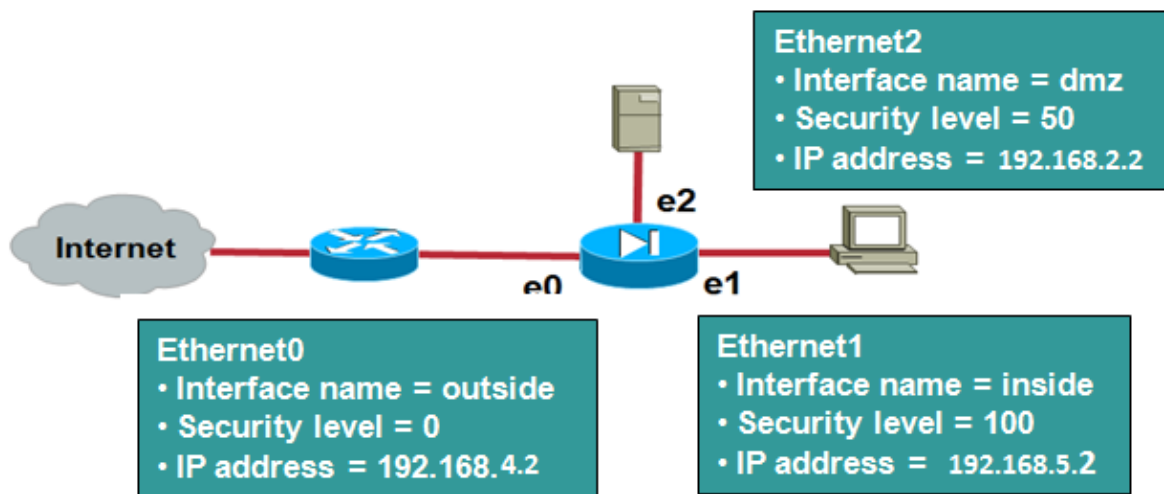 Ethernet2
• Interface name = dmz
• Security level = 50
• IP address = 192.168.2.2
e2
Internet
e0
e1
Ethernet0
• Interface name = outside
• Security level = 0
• IP address = 192.168.4.2
Ethernet1
• Interface name = inside
• Security level = 100
• IP address = 192.168.5.2